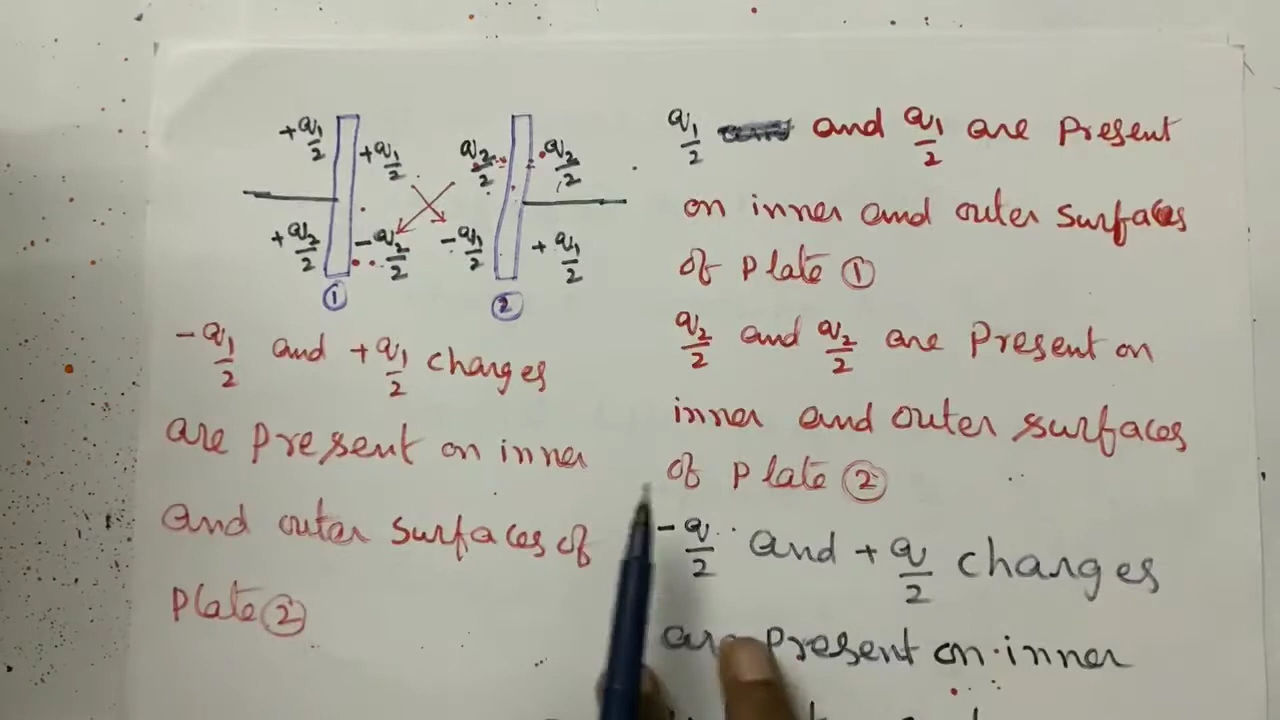 +q₁/2 +q₁/2 q₂/2 q₂/2
+q₂/2 -q₂/2 -q₁/2 +q₁/2
① ②
-q₁/2 and +q₁/2 charges
are present on inner
and outer surfaces of
Plate ②
q₁/2 and q₁/2 are Present
on inner and outer surfaces
of Plate ①
q₂/2 and q₂/2 are Present on
inner and outer surfaces
of Plate ②
-q/2 and +q/2 charges
are Present on inner